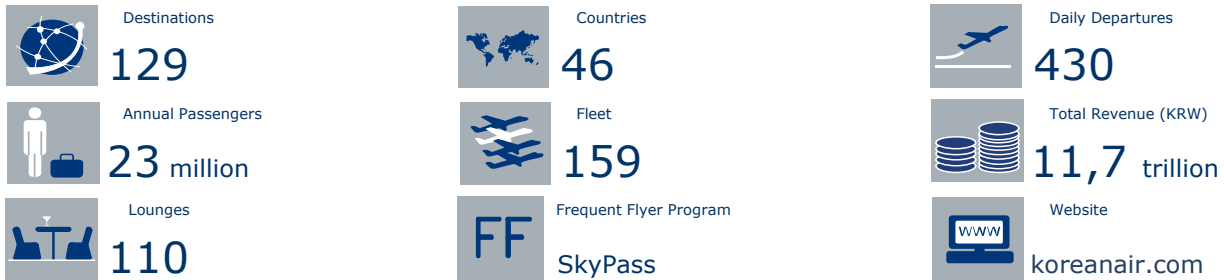 Destinations
129
Countries
46
Daily Departures
430
Annual Passengers
23 million
Fleet
159
Total Revenue (KRW)
11,7 trillion
Lounges
110
Frequent Flyer Program
FF
SkyPass
Website
www
koreanair.com